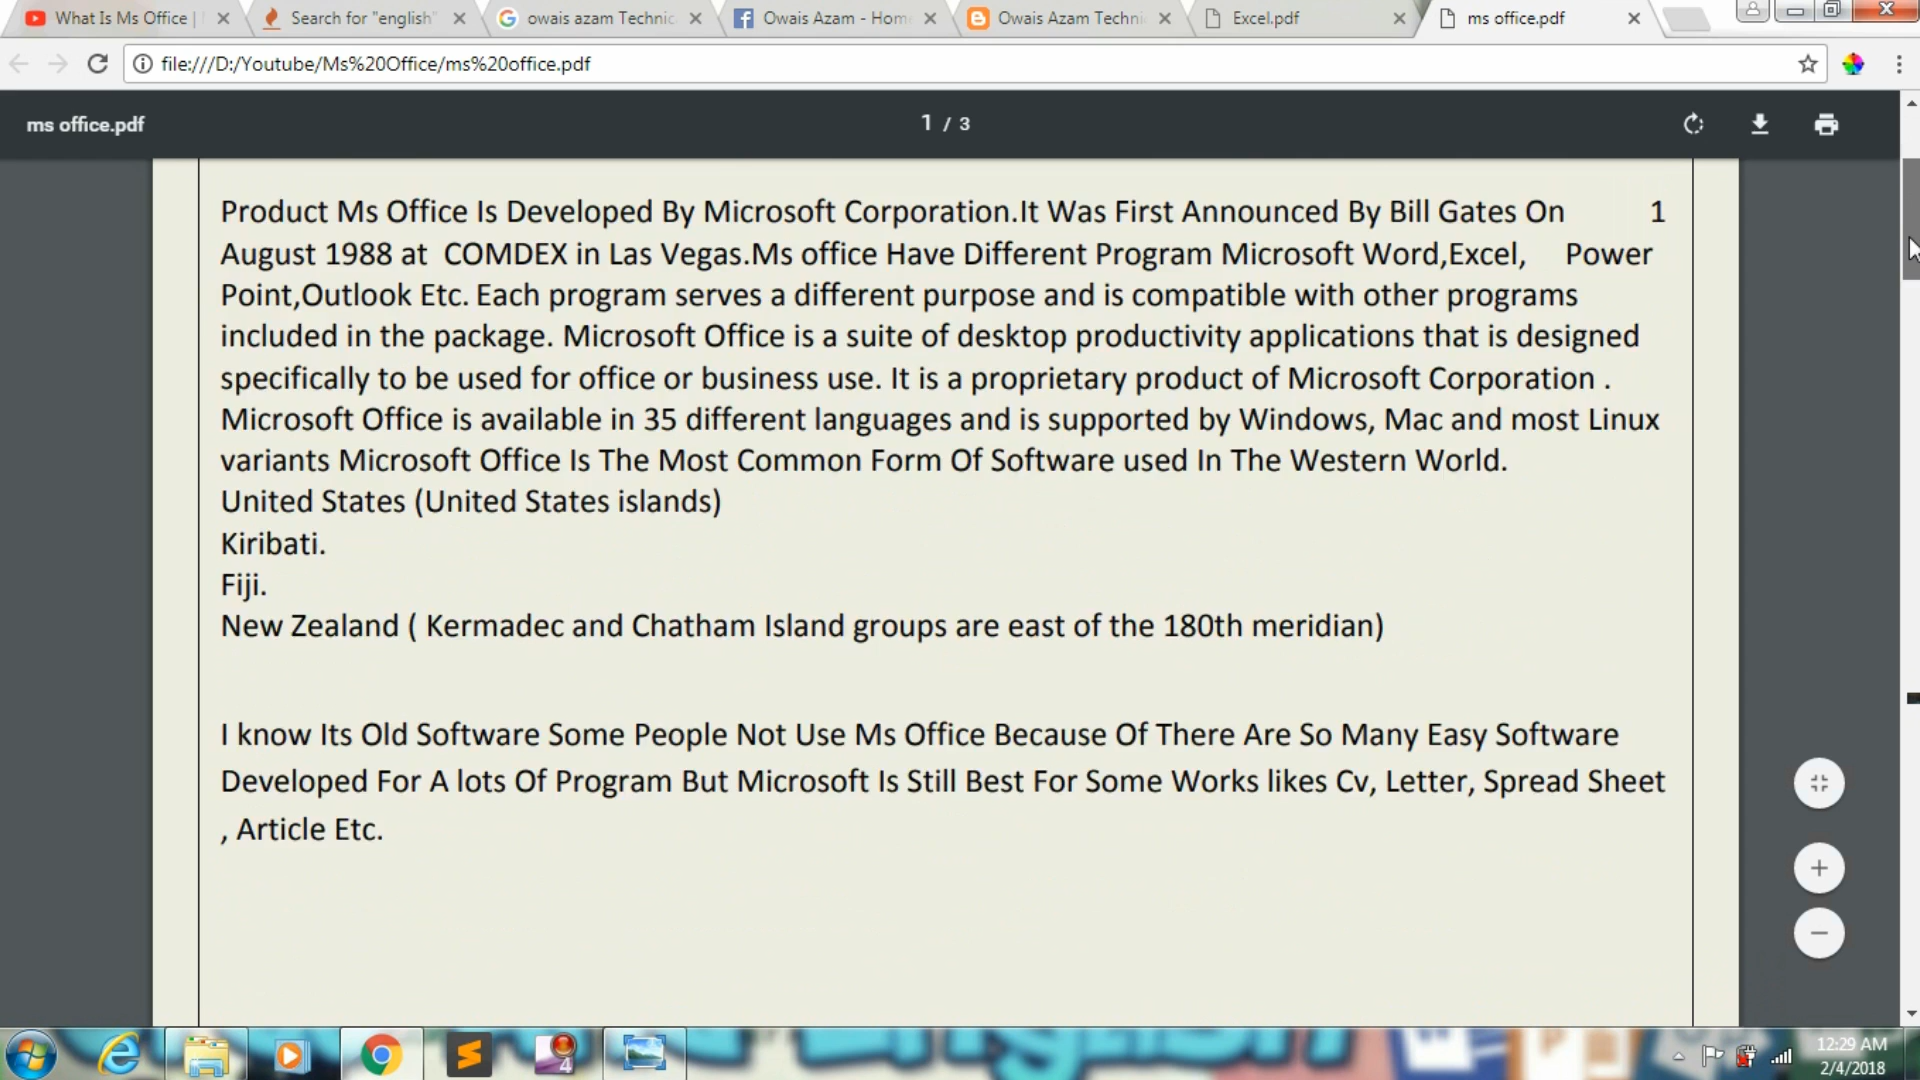 What Is Ms Office |
Search for "english"
owais azam Technic
Owais Azam - Hom
Owais Azam Techni
Excel.pdf
ms office.pdf
file:///D:/Youtube/Ms%20Office/ms%20office.pdf
ms office.pdf
1 / 3
Product Ms Office Is Developed By Microsoft Corporation.It Was First Announced By Bill Gates On 1
August 1988 at COMDEX in Las Vegas.Ms office Have Different Program Microsoft Word,Excel, Power
Point,Outlook Etc. Each program serves a different purpose and is compatible with other programs
included in the package. Microsoft Office is a suite of desktop productivity applications that is designed
specifically to be used for office or business use. It is a proprietary product of Microsoft Corporation .
Microsoft Office is available in 35 different languages and is supported by Windows, Mac and most Linux
variants Microsoft Office Is The Most Common Form Of Software used In The Western World.
United States (United States islands)
Kiribati.
Fiji.
New Zealand ( Kermadec and Chatham Island groups are east of the 180th meridian)
I know Its Old Software Some People Not Use Ms Office Because Of There Are So Many Easy Software
Developed For A lots Of Program But Microsoft Is Still Best For Some Works likes Cv, Letter, Spread Sheet
, Article Etc.
12:29 AM
2/4/2018